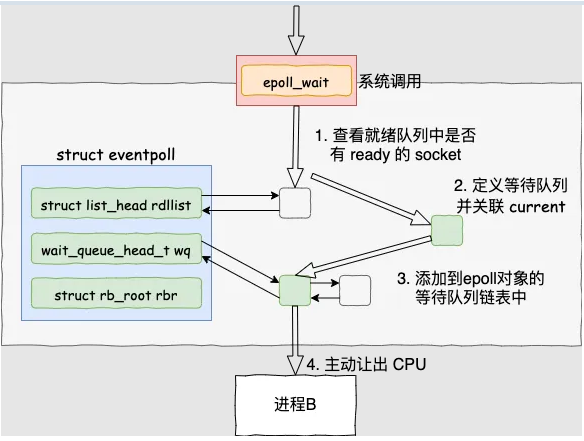 epoll_wait
系统调用
1. 查看就绪队列中是否
有 ready 的 socket
struct eventpoll
struct list_head rdllist
wait_queue_head_t wq
struct rb_root rbr
2. 定义等待队列
并关联 current
3. 添加到epoll对象的
等待队列链表中
4. 主动让出 CPU
进程B